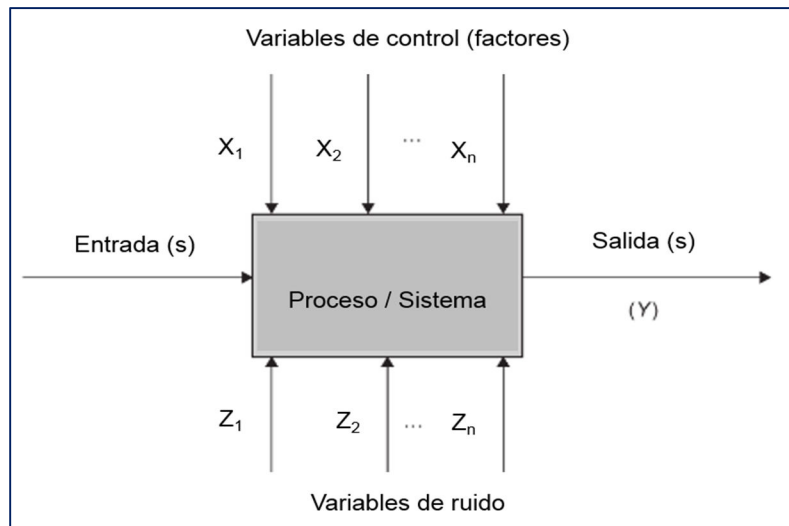 Variables de control (factores)
X₁ X₂ ... Xₙ
Entrada (s) Salida (s)
Proceso / Sistema
(Y)
Z₁ Z₂ ... Zₙ
Variables de ruido